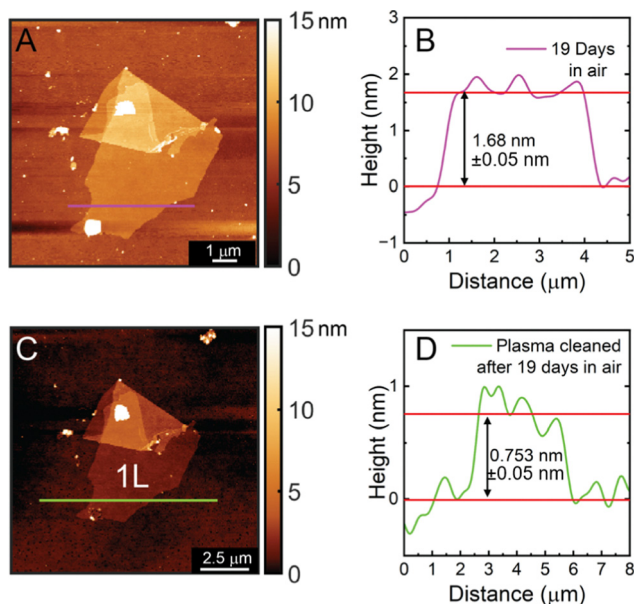 A
15 nm
10
5
0
1 μm
B
19 Days
in air
Height (nm)
3
2
1
0
−1
1.68 nm
±0.05 nm
0 1 2 3 4 5
Distance (μm)
C
1L
15 nm
10
5
0
2.5 μm
D
Plasma cleaned
after 19 days in air
Height (nm)
1
0
0.753 nm
±0.05 nm
0 1 2 3 4 5 6 7 8
Distance (μm)